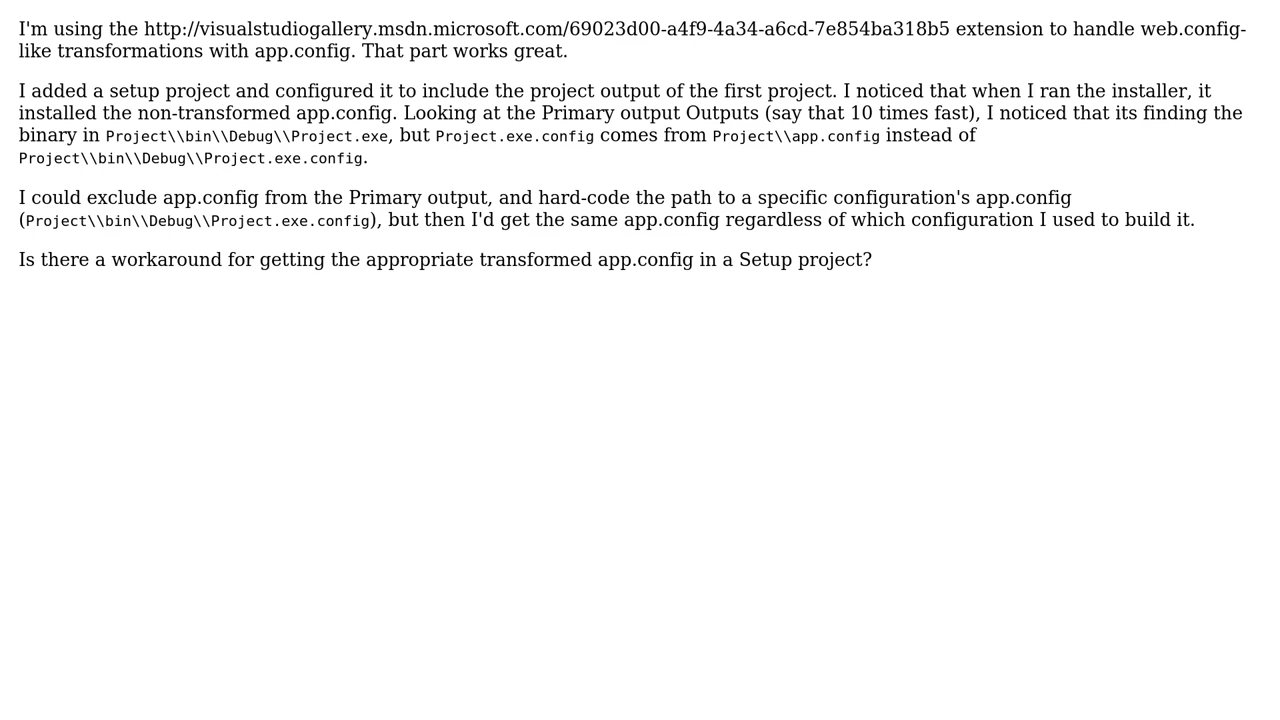 I'm using the http://visualstudiogallery.msdn.microsoft.com/69023d00-a4f9-4a34-a6cd-7e854ba318b5 extension to handle web.config-
like transformations with app.config. That part works great.
I added a setup project and configured it to include the project output of the first project. I noticed that when I ran the installer, it
installed the non-transformed app.config. Looking at the Primary output Outputs (say that 10 times fast), I noticed that its finding the
binary in Project\\bin\\Debug\\Project.exe, but Project.exe.config comes from Project\\app.config instead of
Project\\bin\\Debug\\Project.exe.config.
I could exclude app.config from the Primary output, and hard-code the path to a specific configuration's app.config
(Project\\bin\\Debug\\Project.exe.config), but then I'd get the same app.config regardless of which configuration I used to build it.
Is there a workaround for getting the appropriate transformed app.config in a Setup project?